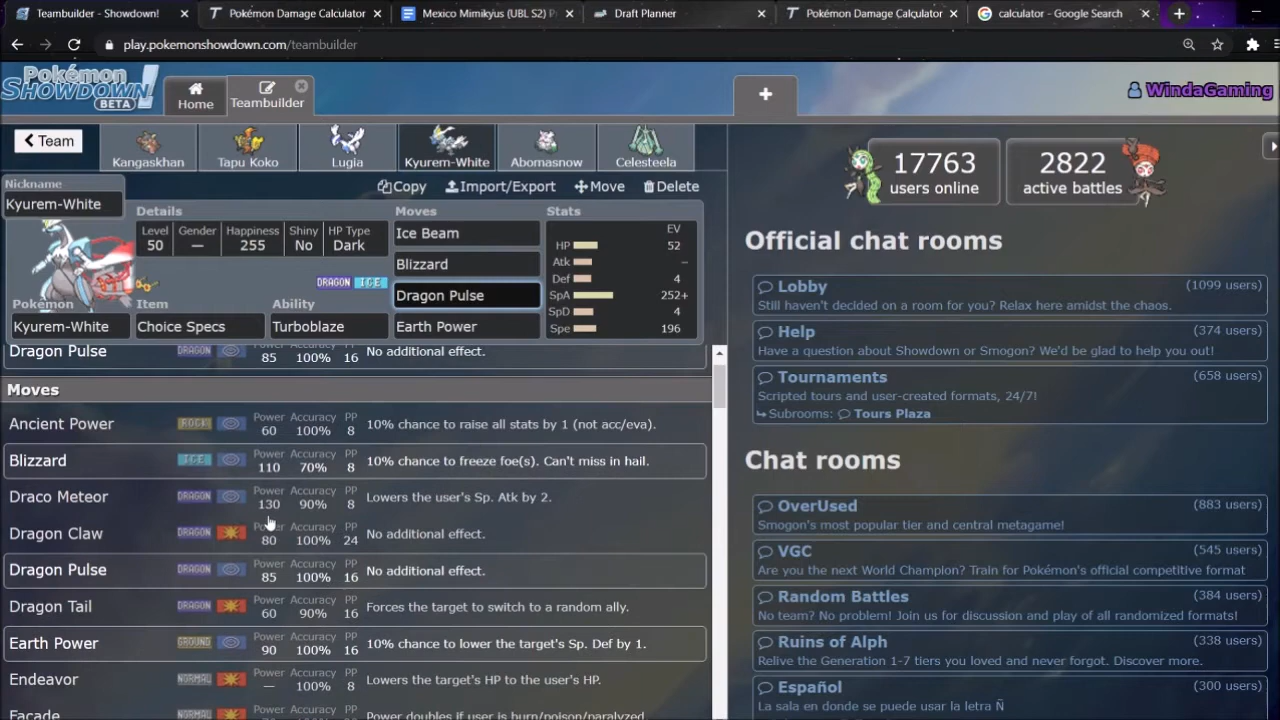 Teambuilder - Showdown!
Pokémon Damage Calculator
Mexico Mimikyus (UBL S2)
Draft Planner
Pokémon Damage Calculator
calculator - Google Search
play.pokemonshowdown.com/teambuilder
Pokémon
SHOWDOWN!
BETA
Home
Teambuilder
WindaGaming
Team
Kangaskhan
Tapu Koko
Lugia
Kyurem-White
Abomasnow
Celesteela
Copy
Import/Export
Move
Delete
Nickname
Kyurem-White
Details
Level
50
Gender
—
Happiness
255
Shiny
No
HP Type
Dark
DRAGON ICE
Pokémon
Kyurem-White
Item
Choice Specs
Ability
Turboblaze
Moves
Ice Beam
Blizzard
Dragon Pulse
Earth Power
Stats
EV
HP 52
Atk –
Def 4
SpA 252+
SpD 4
Spe 196
Dragon Pulse DRAGON 85 100% 16 No additional effect.
Moves
Ancient Power ROCK Power 60 Accuracy 100% PP 8 10% chance to raise all stats by 1 (not acc/eva).
Blizzard ICE Power 110 Accuracy 70% PP 8 10% chance to freeze foe(s). Can't miss in hail.
Draco Meteor DRAGON Power 130 Accuracy 90% PP 8 Lowers the user's Sp. Atk by 2.
Dragon Claw DRAGON Power 80 Accuracy 100% PP 24 No additional effect.
Dragon Pulse DRAGON Power 85 Accuracy 100% PP 16 No additional effect.
Dragon Tail DRAGON Power 60 Accuracy 90% PP 16 Forces the target to switch to a random ally.
Earth Power GROUND Power 90 Accuracy 100% PP 16 10% chance to lower the target's Sp. Def by 1.
Endeavor NORMAL Power — Accuracy 100% PP 8 Lowers the target's HP to the user's HP.
Facade NORMAL Power Accuracy PP Power doubles if user is burn/poison/paralyzed.
17763
users online
2822
active battles
Official chat rooms
Lobby (1099 users)
Still haven't decided on a room for you? Relax here amidst the chaos.
Help (374 users)
Have a question about Showdown or Smogon? We'd be glad to help you out!
Tournaments (658 users)
Scripted tours and user-created formats, 24/7!
Subrooms: Tours Plaza
Chat rooms
OverUsed (883 users)
Smogon's most popular tier and central metagame!
VGC (545 users)
Are you the next World Champion? Train for Pokémon's official competitive format
Random Battles (384 users)
No team? No problem! Join us for discussion and play of all randomized formats!
Ruins of Alph (338 users)
Relive the Generation 1-7 tiers you loved and never forgot. Discover more.
Español (300 users)
La sala en donde se puede usar la letra Ñ